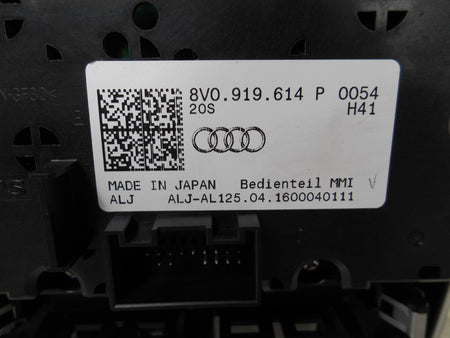 8V0.919.614 P 0054
20S H41
MADE IN JAPAN Bedienteil MMI V
ALJ ALJ-AL125.04.1600040111